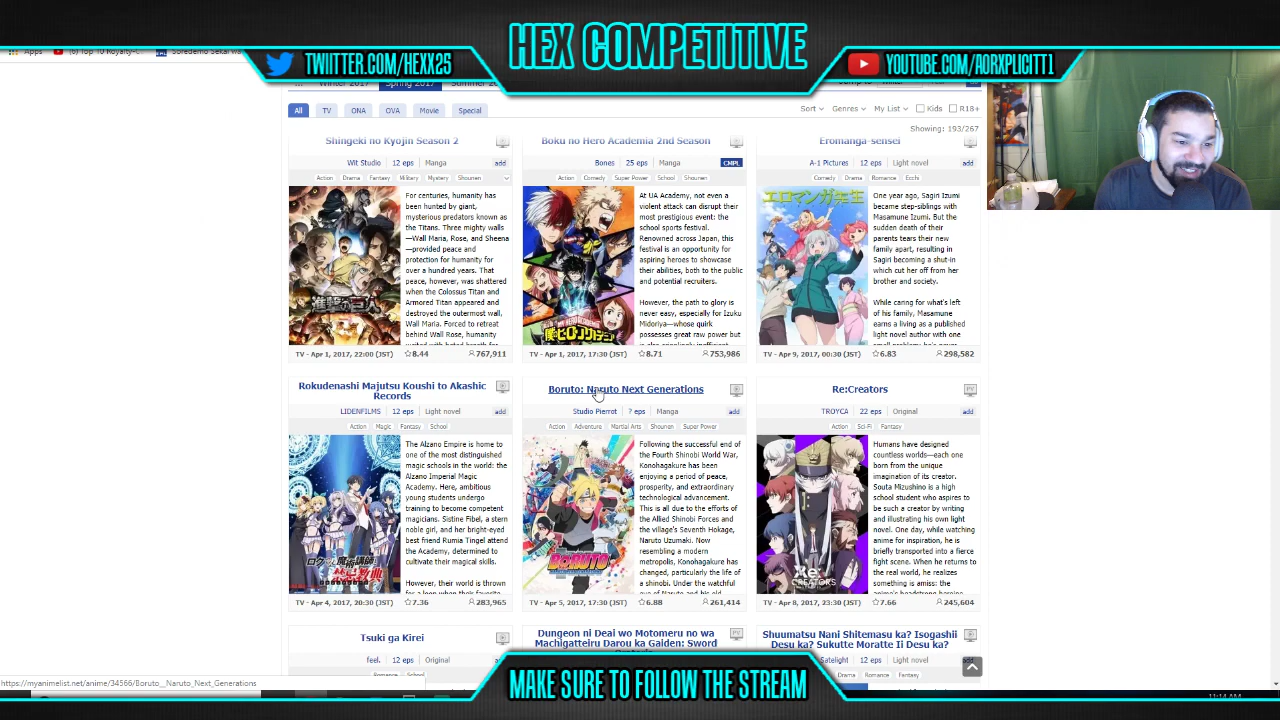 HEX COMPETITIVE
TWIITTER.COM/HEXX25
YOUTUBE.COM/AORXPLICITT1
Apps
Spring 2017
All TV ONA OVA Movie Special
Sort Genres My List Kids R18+
Showing: 193/267
Shingeki no Kyojin Season 2
Wit Studio 12 eps Manga add
Action Drama Fantasy Military Mystery Shounen
For centuries, humanity has
been hunted by giant,
mysterious predators known as
the Titans. Three mighty walls
—Wall Maria, Rose, and Sheena
—provided peace and
protection for humanity for
over a hundred years. That
peace, however, was shattered
when the Colossus Titan and
Armored Titan appeared and
destroyed the outermost wall,
Wall Maria. Forced to retreat
behind Wall Rose, humanity
進撃の巨人
TV - Apr 1, 2017, 22:00 (JST) 8.44 767,911
Boku no Hero Academia 2nd Season
Bones 25 eps Manga CMPL
Action Comedy Super Power School Shounen
At UA Academy, not even a
violent attack can disrupt their
most prestigious event: the
school sports festival.
Renowned across Japan, this
festival is an opportunity for
aspiring heroes to showcase
their abilities, both to the public
and potential recruiters.
However, the path to glory is
never easy, especially for Izuku
Midoriya—whose quirk
possesses great raw power but
TV - Apr 1, 2017, 17:30 (JST) 8.71 753,986
Eromanga-sensei
A-1 Pictures 12 eps Light novel add
Comedy Drama Romance Ecchi
エロマンガ先生
One year ago, Sagiri Izumi
became step-siblings with
Masamune Izumi. But the
sudden death of their
parents tears their new
family apart, resulting in
Sagiri becoming a shut-in
which cut her off from her
brother and society.
While caring for what's left
of his family, Masamune
earns a living as a published
light novel author with one
TV - Apr 9, 2017, 00:30 (JST) 6.83 298,582
Rokudenashi Majutsu Koushi to Akashic
Records
LIDENFILMS 12 eps Light novel add
Action Magic Fantasy School
The Alzano Empire is home to
one of the most distinguished
magic schools in the world: the
Alzano Imperial Magic
Academy. Here, ambitious
young students undergo
training to become competent
magicians. Sistine Fibel, a stern
noble girl, and her bright-eyed
best friend Rumia Tingel attend
the Academy, determined to
cultivate their magical skills.
However, their world is thrown
TV - Apr 4, 2017, 20:30 (JST) 7.36 283,965
Boruto: Naruto Next Generations
Studio Pierrot ? eps Manga add
Action Adventure Martial Arts Shounen Super Power
Following the successful end of
the Fourth Shinobi World War,
Konohagakure has been
enjoying a period of peace,
prosperity, and extraordinary
technological advancement.
This is all due to the efforts of
the Allied Shinobi Forces and
the village's Seventh Hokage,
Naruto Uzumaki. Now
resembling a modern
metropolis, Konohagakure has
changed, particularly the life of
a shinobi. Under the watchful
eye of Naruto and his old
BORUTO
TV - Apr 5, 2017, 17:30 (JST) 6.88 261,414
Re:Creators
TROYCA 22 eps Original add
Action Sci-Fi Fantasy
Humans have designed
countless worlds—each one
born from the unique
imagination of its creator.
Souta Mizushino is a high
school student who aspires to
be such a creator by writing
and illustrating his own light
novel. One day, while watching
anime for inspiration, he is
briefly transported into a fierce
fight scene. When he returns to
the real world, he realizes
something is amiss: the
Re:
CREATORS
TV - Apr 8, 2017, 23:30 (JST) 7.66 245,604
Tsuki ga Kirei
feel. 12 eps Original
Dungeon ni Deai wo Motomeru no wa
Machigatteiru Darou ka Gaiden: Sword
Shuumatsu Nani Shitemasu ka? Isogashii
Desu ka? Sukutte Moratte Ii Desu ka?
Satelight 12 eps Light novel add
Drama Romance Fantasy
https://myanimelist.net/anime/34566/Boruto__Naruto_Next_Generations
MAKE SURE TO FOLLOW THE STREAM